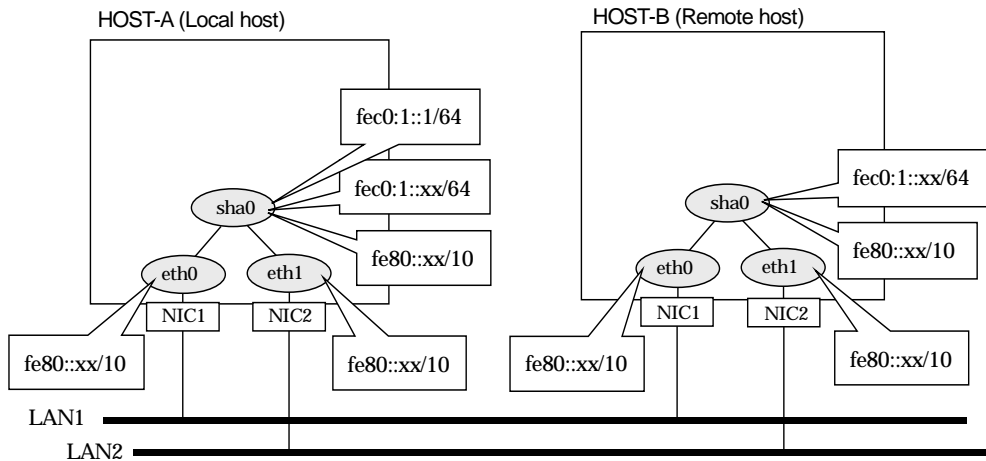 HOST-A (Local host)
HOST-B (Remote host)
fec0:1::1/64
fec0:1::xx/64
fe80::xx/10
sha0
eth0
eth1
NIC1
NIC2
fe80::xx/10
fe80::xx/10
fec0:1::xx/64
fe80::xx/10
sha0
eth0
eth1
NIC1
NIC2
fe80::xx/10
fe80::xx/10
LAN1
LAN2